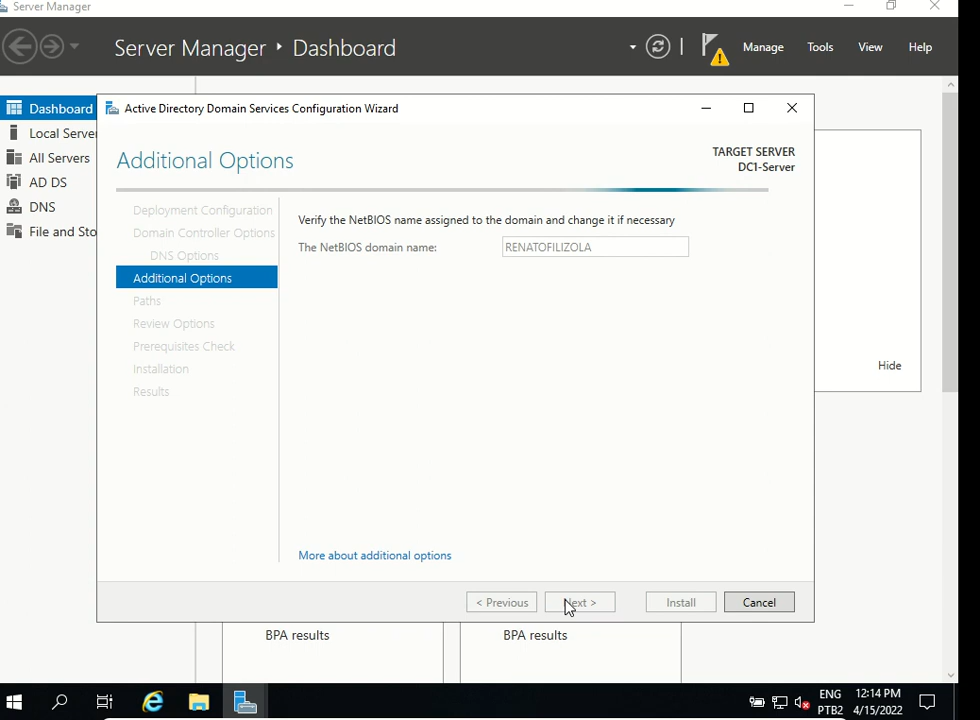 Server Manager
Server Manager
Dashboard
Manage
Tools
View
Help
Dashboard
Local Server
All Servers
AD DS
DNS
File and Sto
Active Directory Domain Services Configuration Wizard
Additional Options
TARGET SERVER
DC1-Server
Deployment Configuration
Domain Controller Options
DNS Options
Additional Options
Paths
Review Options
Prerequisites Check
Installation
Results
Verify the NetBIOS name assigned to the domain and change it if necessary
The NetBIOS domain name:
RENATOFILIZOLA
More about additional options
Hide
< Previous
Next >
Install
Cancel
BPA results
BPA results
ENG
PTB2
12:14 PM
4/15/2022